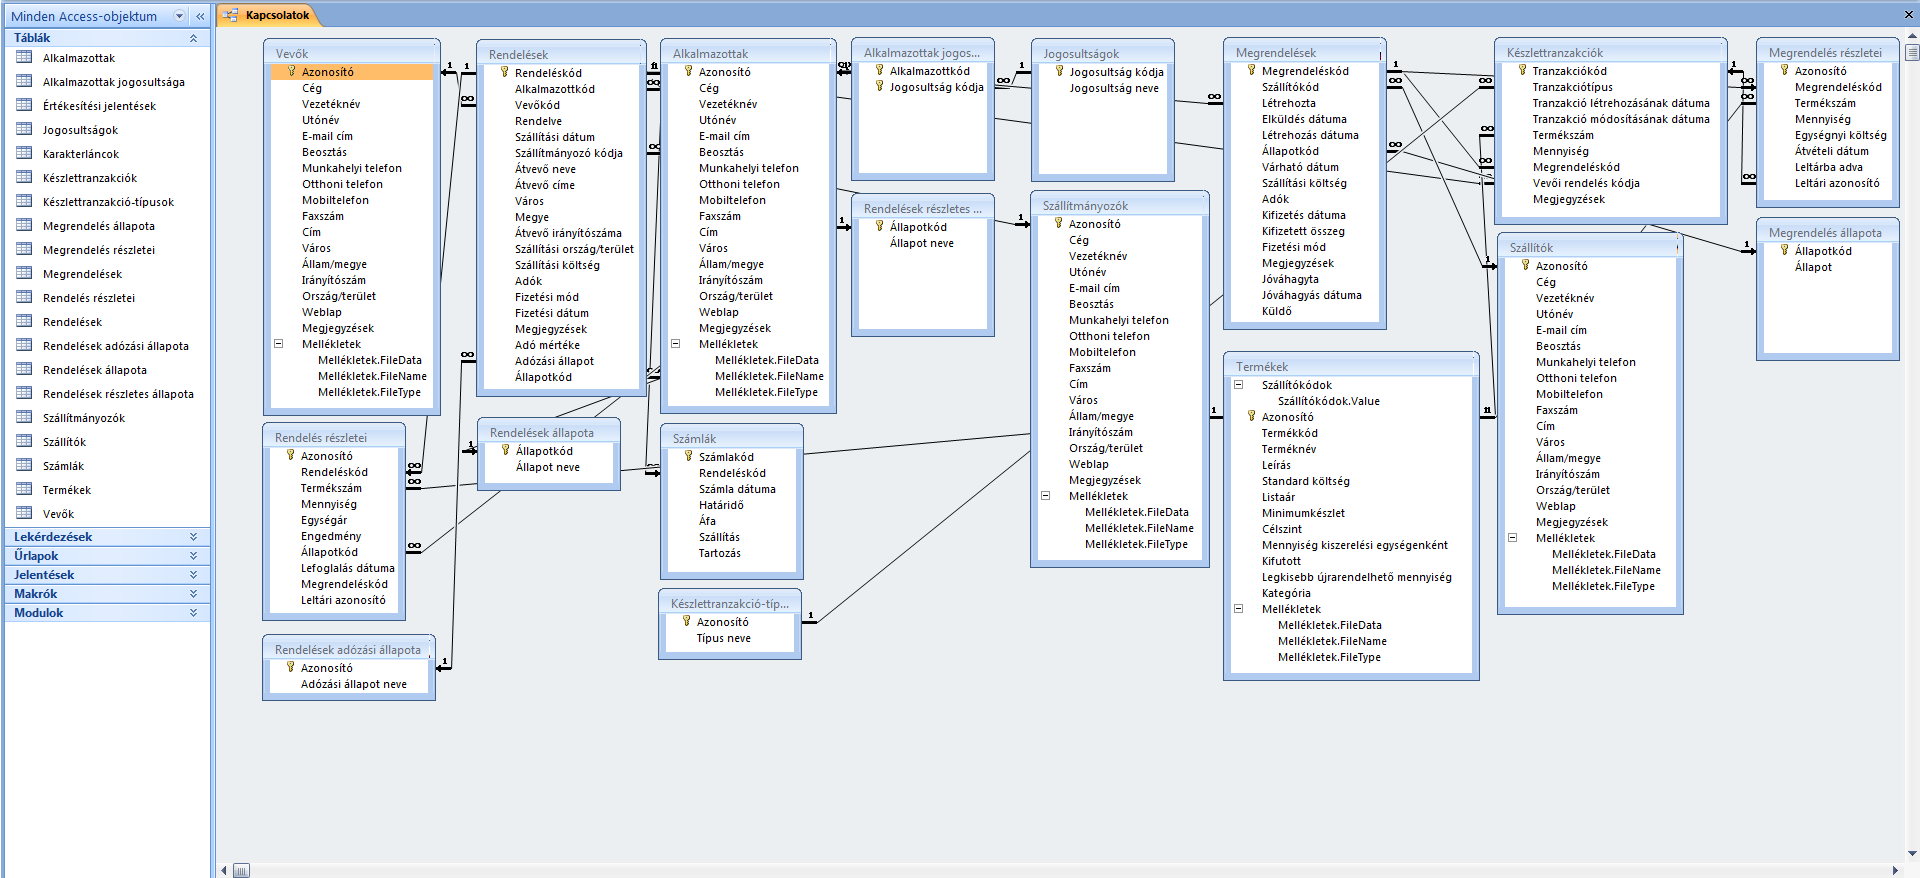 Minden Access-objektum
Kapcsolatok
Táblák
Alkalmazottak
Alkalmazottak jogosultsága
Értékesítési jelentések
Jogosultságok
Karakterláncok
Készlettranzakciók
Készlettranzakció-típusok
Megrendelés állapota
Megrendelés részletei
Megrendelések
Rendelés részletei
Rendelések
Rendelések adózási állapota
Rendelések állapota
Rendelések részletes állapota
Szállítmányozók
Szállítók
Számlák
Termékek
Vevők
Lekérdezések
Űrlapok
Jelentések
Makrók
Modulok
Vevők
Azonosító
Cég
Vezetéknév
Utónév
E-mail cím
Beosztás
Munkahelyi telefon
Otthoni telefon
Mobiltelefon
Faxszám
Cím
Város
Állam/megye
Irányítószám
Ország/terület
Weblap
Megjegyzések
Mellékletek
Mellékletek.FileData
Mellékletek.FileName
Mellékletek.FileType
Rendelés részletei
Azonosító
Rendeléskód
Termékszám
Mennyiség
Egységár
Engedmény
Állapotkód
Lefoglalás dátuma
Megrendeléskód
Leltári azonosító
Rendelések adózási állapota
Azonosító
Adózási állapot neve
Rendelések
Rendeléskód
Alkalmazottkód
Vevőkód
Rendelve
Szállítási dátum
Szállítmányozó kódja
Átvevő neve
Átvevő címe
Város
Megye
Átvevő irányítószáma
Szállítási ország/terület
Szállítási költség
Adók
Fizetési mód
Fizetési dátum
Megjegyzések
Adó mértéke
Adózási állapot
Állapotkód
Rendelések állapota
Állapotkód
Állapot neve
Alkalmazottak
Azonosító
Cég
Vezetéknév
Utónév
E-mail cím
Beosztás
Munkahelyi telefon
Otthoni telefon
Mobiltelefon
Faxszám
Cím
Város
Állam/megye
Irányítószám
Ország/terület
Weblap
Megjegyzések
Mellékletek
Mellékletek.FileData
Mellékletek.FileName
Mellékletek.FileType
Számlák
Számlakód
Rendeléskód
Számla dátuma
Határidő
Áfa
Szállítás
Tartozás
Készlettranzakció-típ...
Azonosító
Típus neve
Alkalmazottak jogos...
Alkalmazottkód
Jogosultság kódja
Rendelések részletes ...
Állapotkód
Állapot neve
Jogosultságok
Jogosultság kódja
Jogosultság neve
Szállítmányozók
Azonosító
Cég
Vezetéknév
Utónév
E-mail cím
Beosztás
Munkahelyi telefon
Otthoni telefon
Mobiltelefon
Faxszám
Cím
Város
Állam/megye
Irányítószám
Ország/terület
Weblap
Megjegyzések
Mellékletek
Mellékletek.FileData
Mellékletek.FileName
Mellékletek.FileType
Megrendelések
Megrendeléskód
Szállítókód
Létrehozta
Elküldés dátuma
Létrehozás dátuma
Állapotkód
Várható dátum
Szállítási költség
Adók
Kifizetés dátuma
Kifizetett összeg
Fizetési mód
Megjegyzések
Jóváhagyta
Jóváhagyás dátuma
Küldő
Termékek
Szállítókódok
Szállítókódok.Value
Azonosító
Termékkód
Terméknév
Leírás
Standard költség
Listaár
Minimumkészlet
Célszint
Mennyiség kiszerelési egységenként
Kifutott
Legkisebb újrarendelhető mennyiség
Kategória
Mellékletek
Mellékletek.FileData
Mellékletek.FileName
Mellékletek.FileType
Készlettranzakciók
Tranzakciókód
Tranzakciótípus
Tranzakció létrehozásának dátuma
Tranzakció módosításának dátuma
Termékszám
Mennyiség
Megrendeléskód
Vevői rendelés kódja
Megjegyzések
Szállítók
Azonosító
Cég
Vezetéknév
Utónév
E-mail cím
Beosztás
Munkahelyi telefon
Otthoni telefon
Mobiltelefon
Faxszám
Cím
Város
Állam/megye
Irányítószám
Ország/terület
Weblap
Megjegyzések
Mellékletek
Mellékletek.FileData
Mellékletek.FileName
Mellékletek.FileType
Megrendelés részletei
Azonosító
Megrendeléskód
Termékszám
Mennyiség
Egységnyi költség
Átvételi dátum
Leltárba adva
Leltári azonosító
Megrendelés állapota
Állapotkód
Állapot